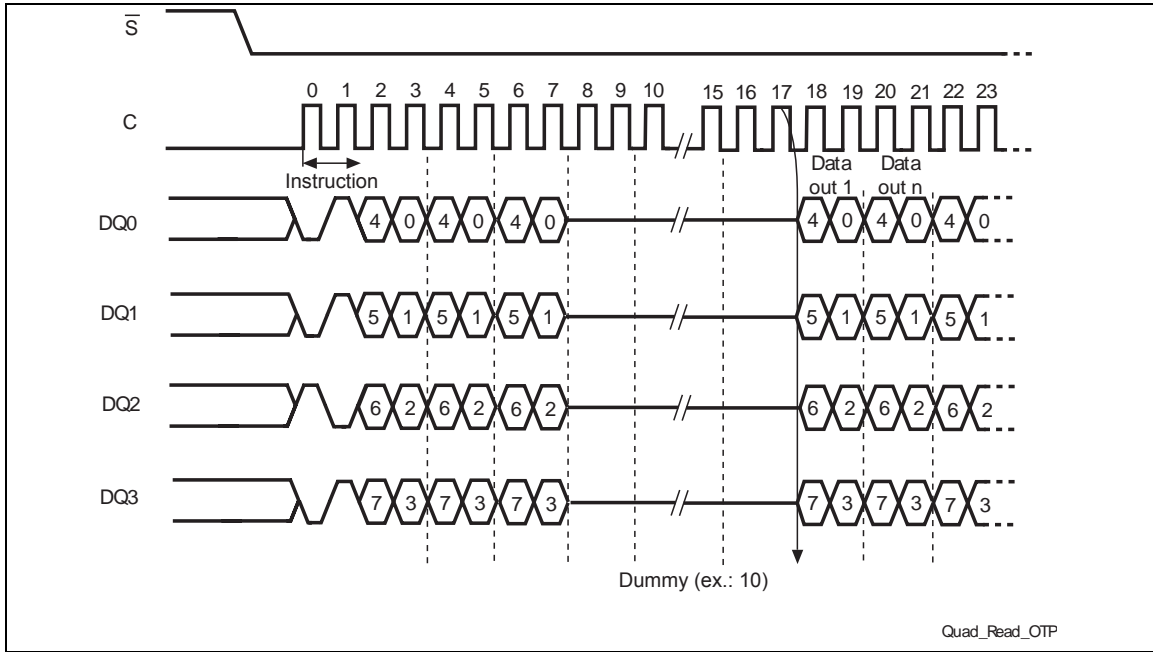 S
0 1 2 3 4 5 6 7 8 9 10 15 16 17 18 19 20 21 22 23
C
Instruction
Data out 1
Data out n
DQ0 4 0 4 0 4 0 4 0 4 0 4 0
DQ1 5 1 5 1 5 1 5 1 5 1 5 1
DQ2 6 2 6 2 6 2 6 2 6 2 6 2
DQ3 7 3 7 3 7 3 7 3 7 3 7 3
Dummy (ex.: 10)
Quad_Read_OTP